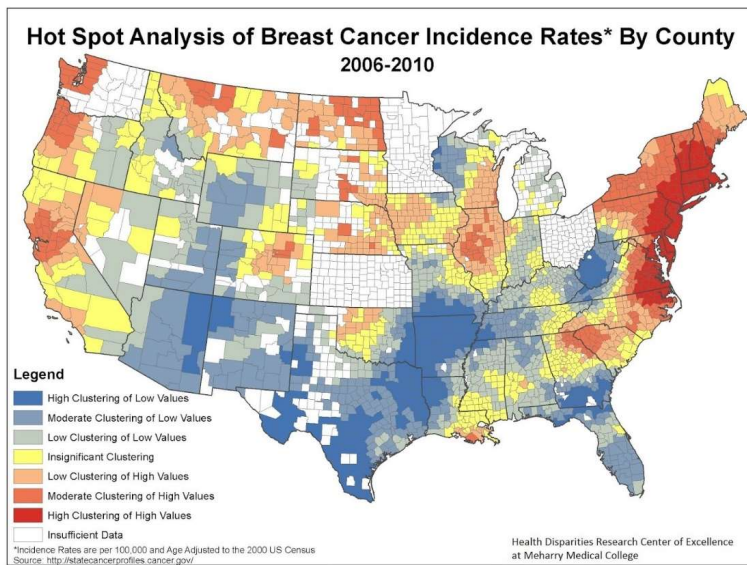 Hot Spot Analysis of Breast Cancer Incidence Rates* By County
2006-2010
Legend
High Clustering of Low Values
Moderate Clustering of Low Values
Low Clustering of Low Values
Insignificant Clustering
Low Clustering of High Values
Moderate Clustering of High Values
High Clustering of High Values
Insufficient Data
*Incidence Rates are per 100,000 and Age Adjusted to the 2000 US Census
Source: http://statecancerprofiles.cancer.gov/
Health Disparities Research Center of Excellence
at Meharry Medical College